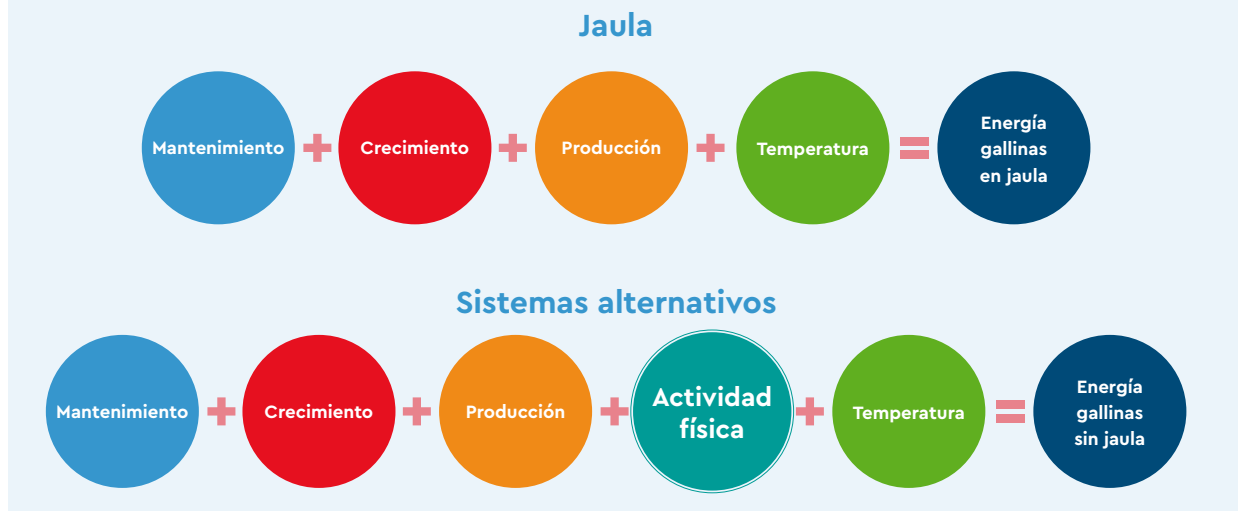 Jaula
Mantenimiento + Crecimiento + Producción + Temperatura = Energía
gallinas
en jaula
Sistemas alternativos
Mantenimiento + Crecimiento + Producción + Actividad
física + Temperatura = Energía
gallinas
sin jaula